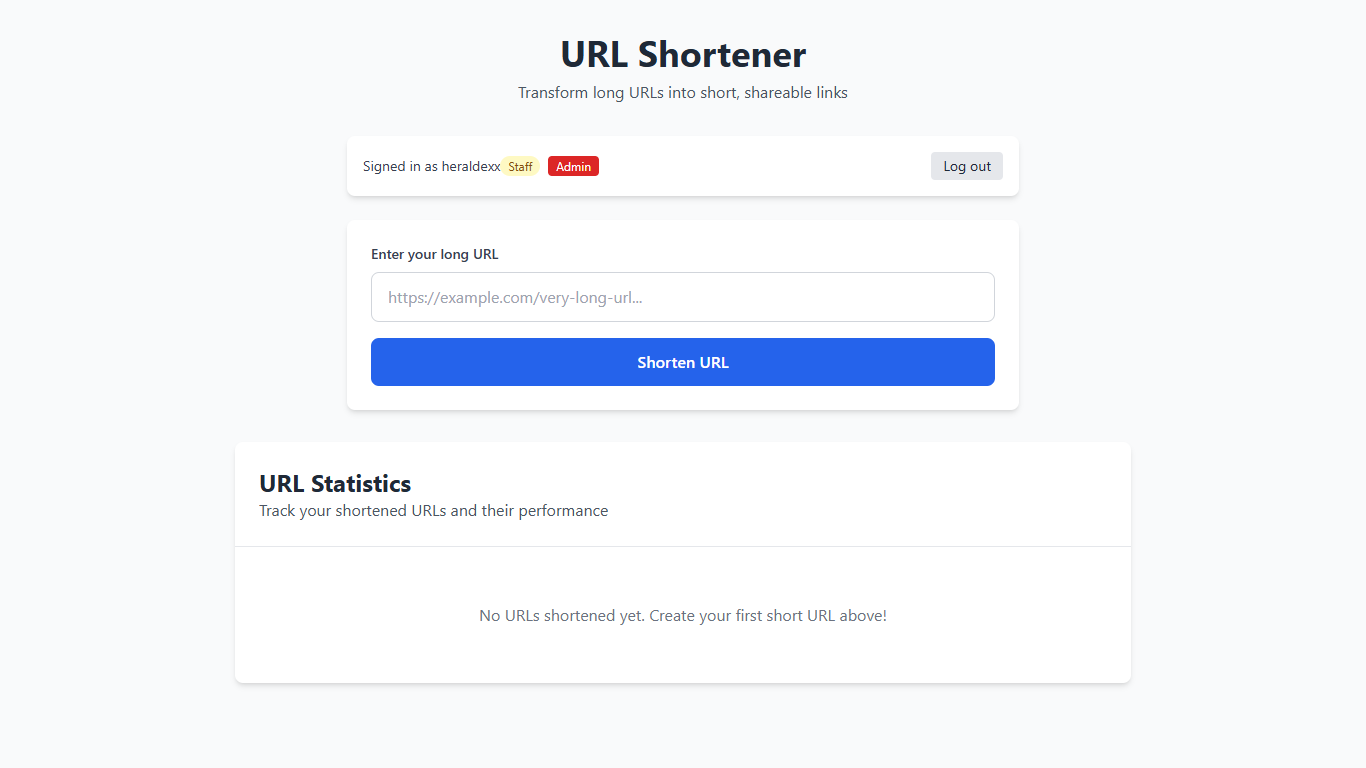 URL Shortener
Transform long URLs into short, shareable links
Signed in as heraldexx Staff Admin Log out
Enter your long URL
https://example.com/very-long-url...
Shorten URL
URL Statistics
Track your shortened URLs and their performance
No URLs shortened yet. Create your first short URL above!